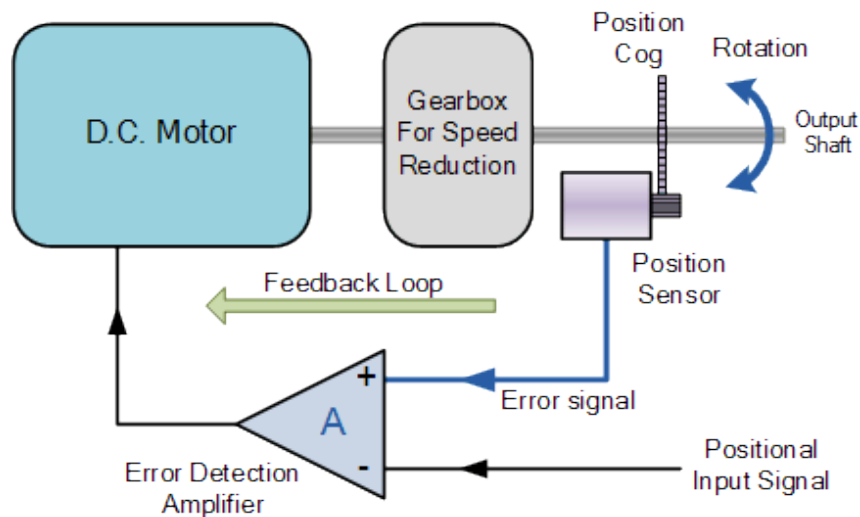 Position
Cog
Rotation
D.C. Motor
Gearbox
For Speed
Reduction
Output
Shaft
Position
Sensor
Feedback Loop
+
Error signal
A
-
Positional
Input Signal
Error Detection
Amplifier